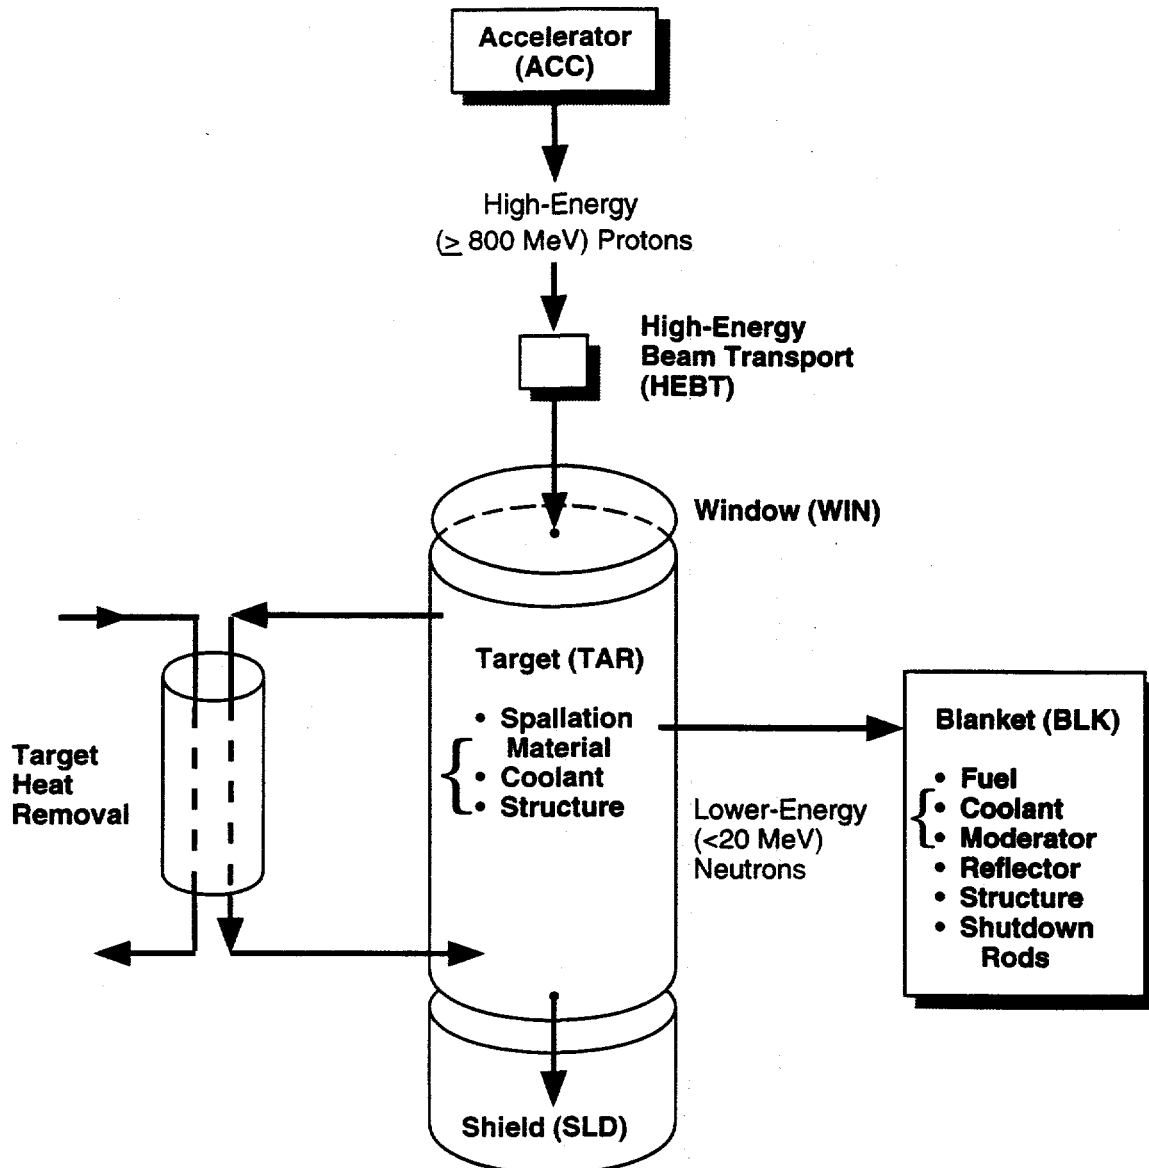 Accelerator
(ACC)
High-Energy
(≥ 800 MeV) Protons
High-Energy
Beam Transport
(HEBT)
Window (WIN)
Target (TAR)
• Spallation
Material
• Coolant
• Structure
Target
Heat
Removal
Lower-Energy
(<20 MeV)
Neutrons
Blanket (BLK)
• Fuel
• Coolant
• Moderator
• Reflector
• Structure
• Shutdown
Rods
Shield (SLD)